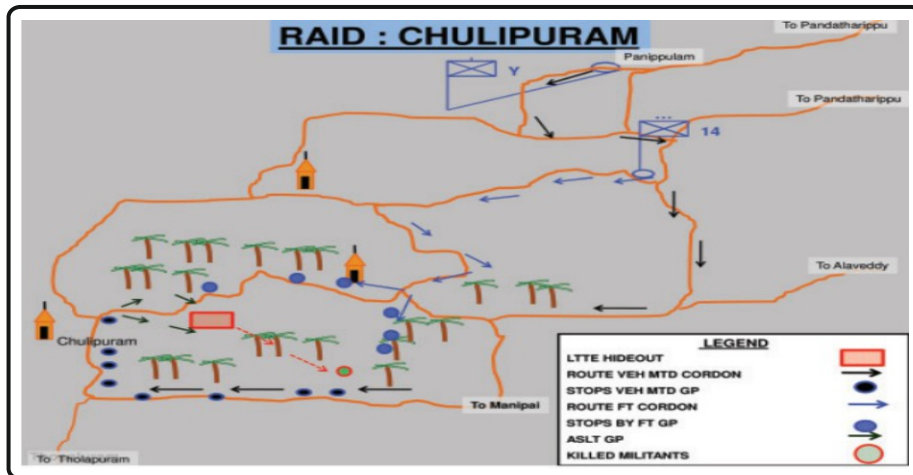 RAID : CHULIPURAM
To Pandatharippu
Panippulam
Y
To Pandatharippu
14
To Alaveddy
Chulipuram
To Manipai
To Tholapuram
LEGEND
LTTE HIDEOUT
ROUTE VEH MTD CORDON
STOPS VEH MTD GP
ROUTE FT CORDON
STOPS BY FT GP
ASLT GP
KILLED MILITANTS